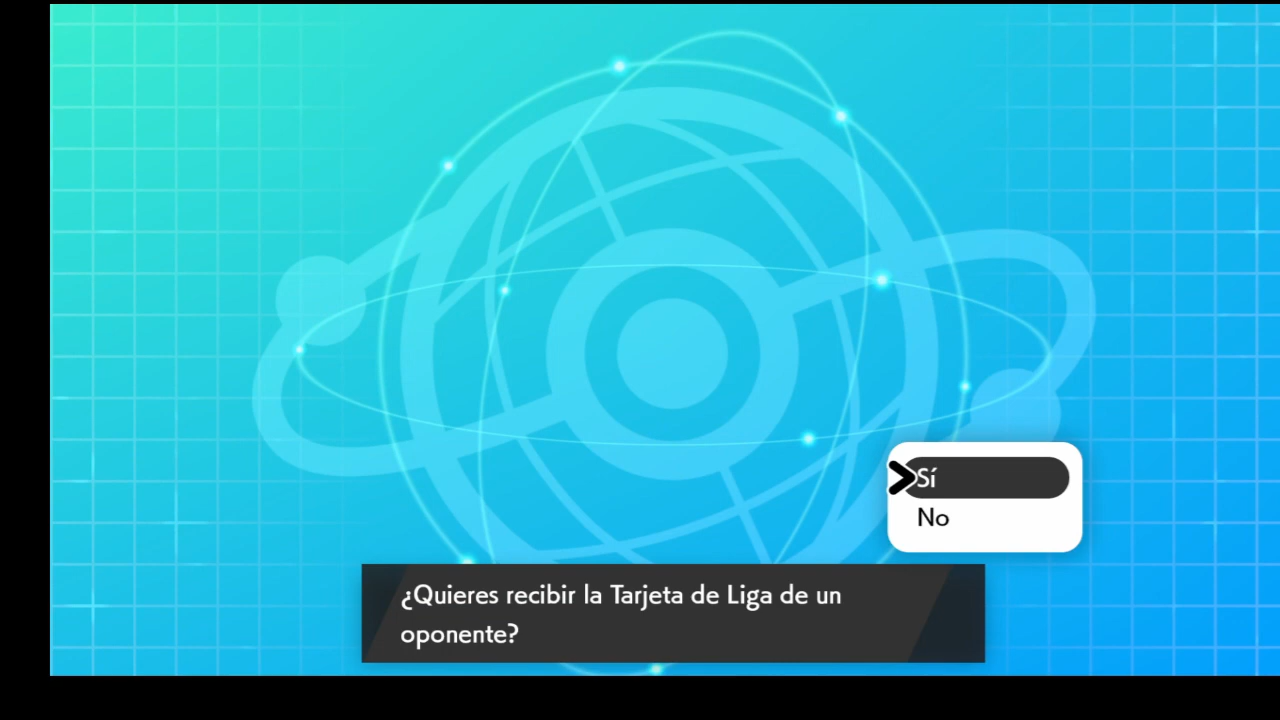 Sí
No
¿Quieres recibir la Tarjeta de Liga de un
oponente?